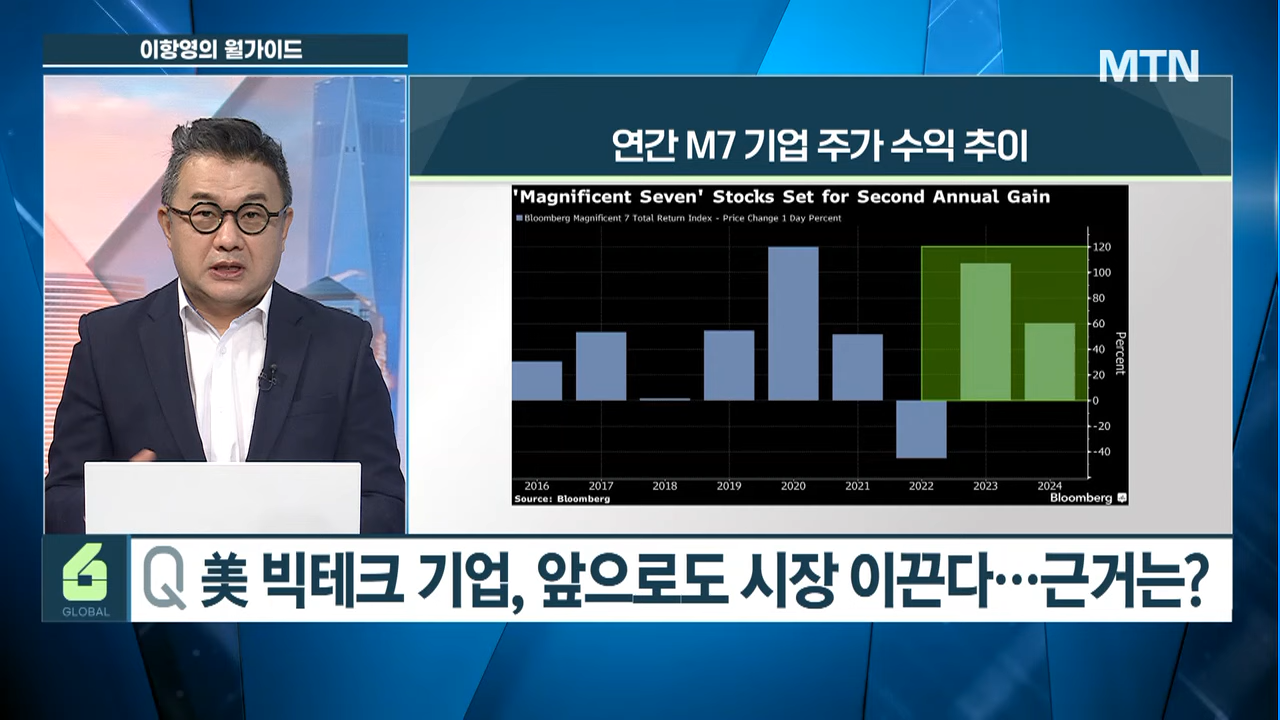 이항영의 월가이드
MTN
연간 M7 기업 주가 수익 추이
'Magnificent Seven' Stocks Set for Second Annual Gain
Bloomberg Magnificent 7 Total Return Index - Price Change 1 Day Percent
120
100
80
60
40
20
0
-20
-40
Percent
2016 2017 2018 2019 2020 2021 2022 2023 2024
Source: Bloomberg
Bloomberg
6
GLOBAL
Q 美 빅테크 기업, 앞으로도 시장 이끈다…근거는?